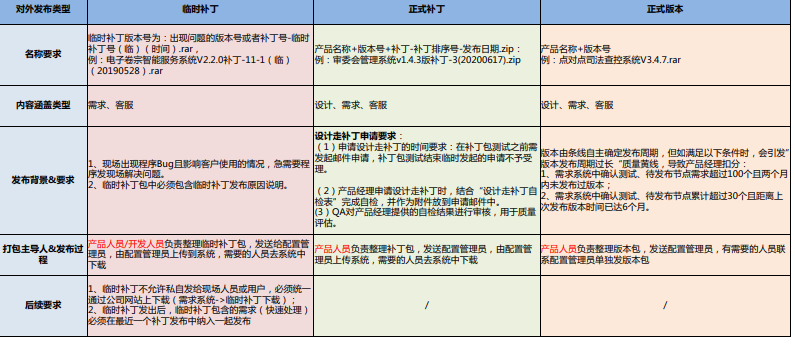 对外发布类型
临时补丁
正式补丁
正式版本
名称要求
临时补丁版本号为：出现问题的版本号或者补丁号-临时
补丁号（临）（时间）.rar，
例：电子卷宗智能服务系统V2.2.0补丁-11-1（临）
（20190528）.rar
产品名称+版本号+补丁-补丁排序号-发布日期.zip：
例：审委会管理系统v1.4.3版补丁-3(20200617).zip
产品名称+版本号
例：点对点司法查控系统V3.4.7.rar
内容涵盖类型
需求、客服
设计、需求、客服
设计、需求、客服
发布背景&要求
1、现场出现程序Bug且影响客户使用的情况，急需要程
序发现场解决问题。
2、临时补丁包中必须包含临时补丁发布原因说明。
设计走补丁申请要求：
（1）申请设计走补丁的时间要求：在补丁包测试之前需
发起邮件申请，补丁包测试结束临时发起的申请不予受
理。
（2）产品经理申请设计走补丁时，结合“设计走补丁自
检表”完成自检，并作为附件放到申请邮件中。
(3）QA对产品经理提供的自检结果进行审核，用于质量
评估。
版本由条线自主确定发布周期，但如满足以下条件时，会引发“
版本发布周期过长”质量黄线，导致产品经理扣分：
1、需求系统中确认测试、待发布节点需求超过100个且两个月
内未发布过版本；
2、需求系统中确认测试、待发布节点累计超过30个且距离上
次发布版本时间已达6个月。
打包主导人&发布过
程
产品人员/开发人员负责整理临时补丁包，发送给配置管
理员，由配置管理员上传到系统，需要的人员去系统中
下载
产品人员负责整理补丁包，发送配置管理员，由配置管
理员上传系统，需要的人员去系统中下载
产品人员负责整理版本包，发送配置管理员，有需要的人员联
系配置管理员单独发版本包
后续要求
1、临时补丁不允许私自发给现场人员或用户，必须统一
通过公司网站上下载（需求系统->临时补丁下载）；
2、临时补丁发出后，临时补丁包含的需求（快速处理）
必须在最近一个补丁发布中纳入一起发布
/
/